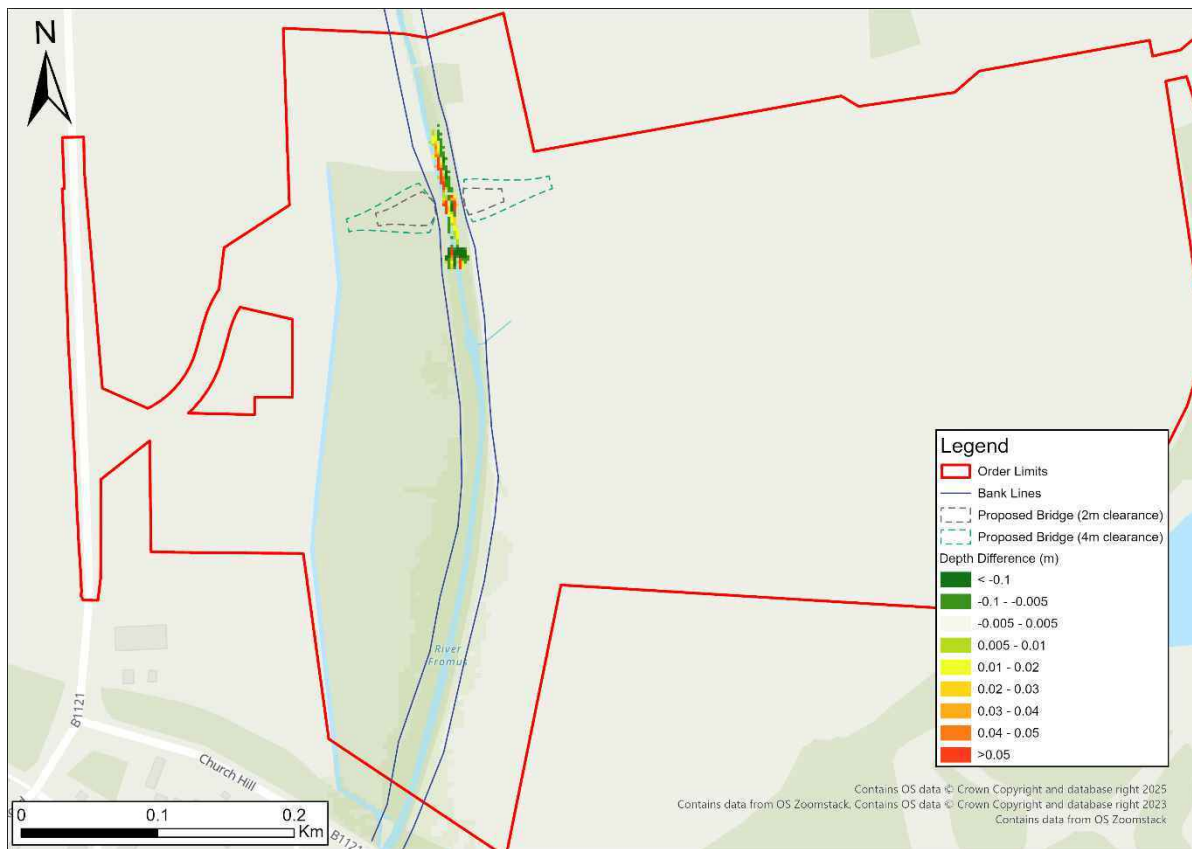 N
River
Fromus
B1121
Church Hill
B1121
0
0.1
0.2
Km
Legend
Order Limits
Bank Lines
Proposed Bridge (2m clearance)
Proposed Bridge (4m clearance)
Depth Difference (m)
< -0.1
-0.1 - -0.005
-0.005 - 0.005
0.005 - 0.01
0.01 - 0.02
0.02 - 0.03
0.03 - 0.04
0.04 - 0.05
>0.05
Contains OS data © Crown Copyright and database right 2025
Contains data from OS Zoomstack, Contains OS data © Crown Copyright and database right 2023
Contains data from OS Zoomstack